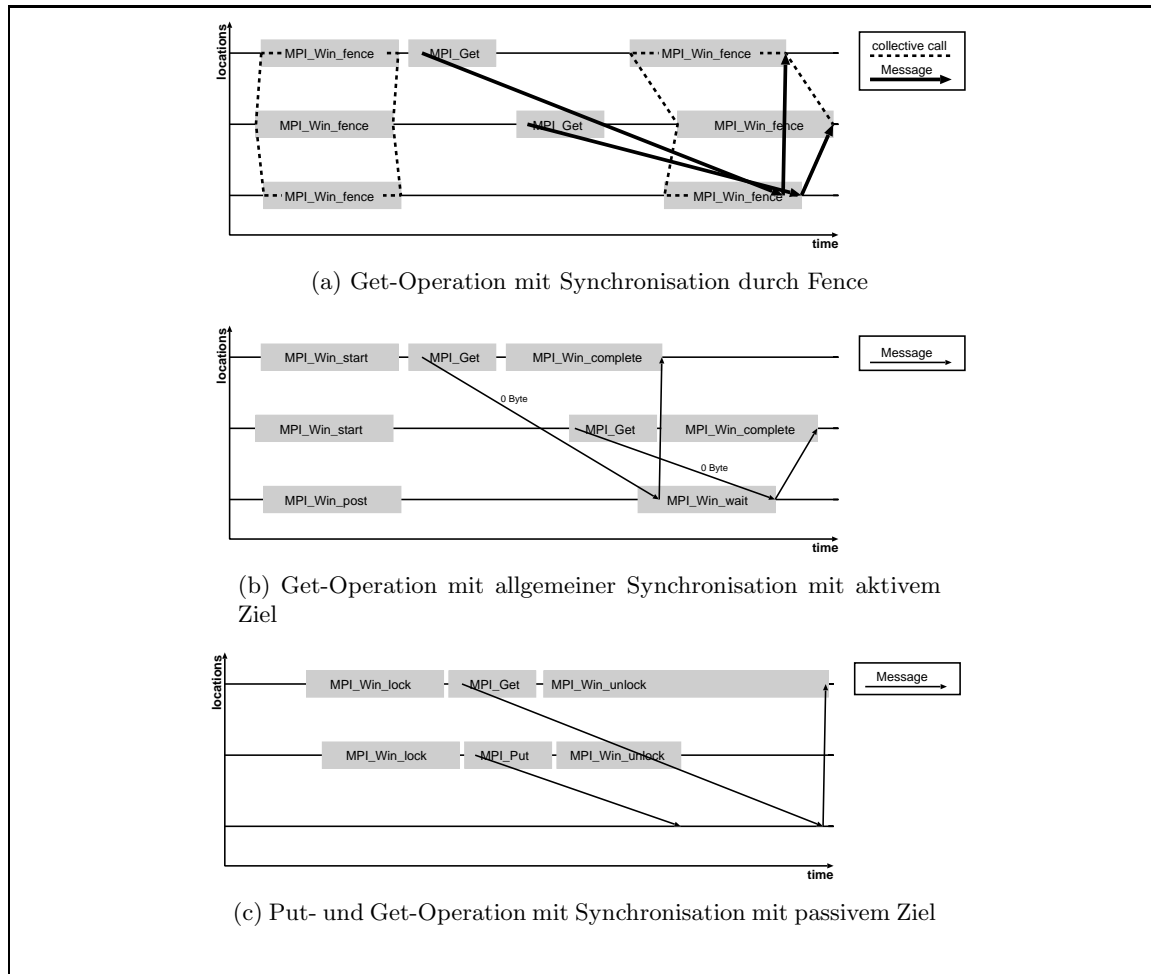 locations
MPI_Win_fence MPI_Get MPI_Win_fence
collective call
Message
MPI_Win_fence MPI_Get MPI_Win_fence
MPI_Win_fence MPI_Win_fence
time
(a) Get-Operation mit Synchronisation durch Fence
locations
MPI_Win_start MPI_Get MPI_Win_complete
Message
0 Byte
MPI_Win_start MPI_Get MPI_Win_complete
0 Byte
MPI_Win_post MPI_Win_wait
time
(b) Get-Operation mit allgemeiner Synchronisation mit aktivem
Ziel
locations
MPI_Win_lock MPI_Get MPI_Win_unlock
Message
MPI_Win_lock MPI_Put MPI_Win_unlock
time
(c) Put- und Get-Operation mit Synchronisation mit passivem Ziel